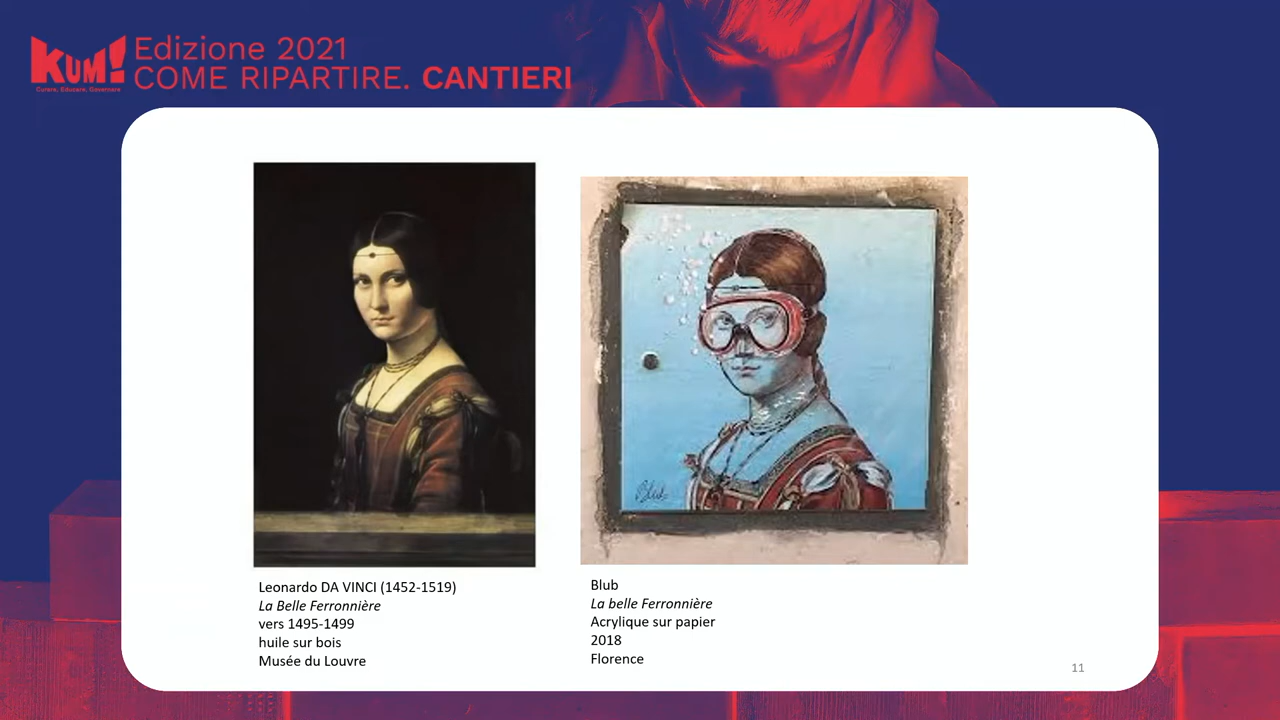 KUM!
Curare, Educare, Governare
Edizione 2021
COME RIPARTIRE. CANTIERI
Blub
Leonardo DA VINCI (1452-1519)
La Belle Ferronnière
vers 1495-1499
huile sur bois
Musée du Louvre
Blub
La belle Ferronnière
Acrylique sur papier
2018
Florence
11